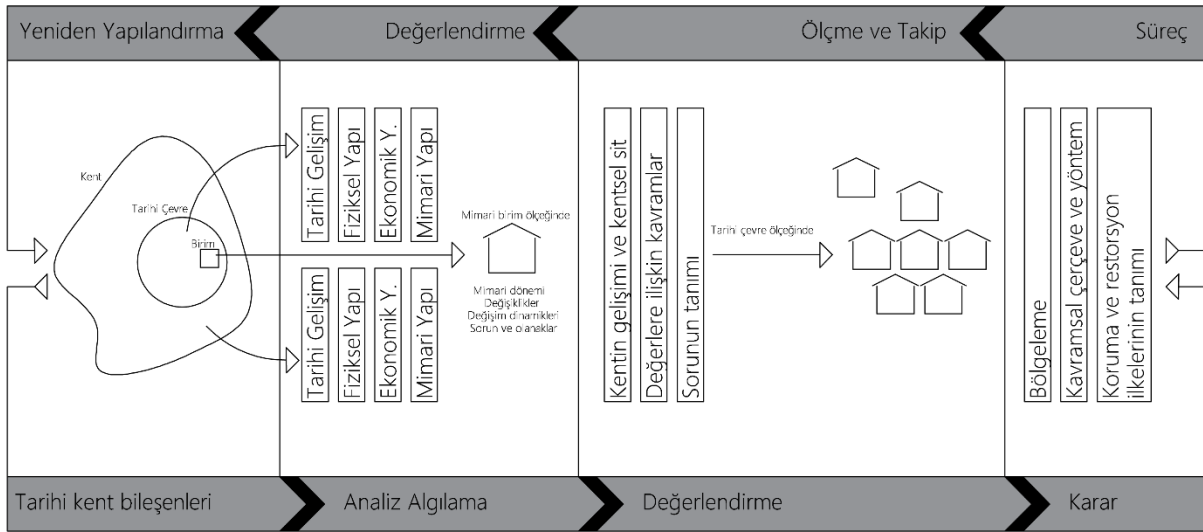 Yeniden Yapılandırma
Değerlendirme
Ölçme ve Takip
Süreç
Kent
Tarihi Çevre
Birim
Tarihi Gelişim
Fiziksel Yapı
Ekonomik Y.
Mimari Yapı
Tarihi Gelişim
Fiziksel Yapı
Ekonomik Y.
Mimari Yapı
Mimari birim ölçeğinde
Mimari dönemi
Değişiklikler
Değişim dinamikleri
Sorun ve olanaklar
Kentin gelişimi ve kentsel sit
Değerlere ilişkin kavramlar
Sorunun tanımı
Tarihi çevre ölçeğinde
Bölgeleme
Kavramsal çerçeve ve yöntem
Koruma ve restorsyon
ilkelerinin tanımı
Tarihi kent bileşenleri
Analiz Algılama
Değerlendirme
Karar